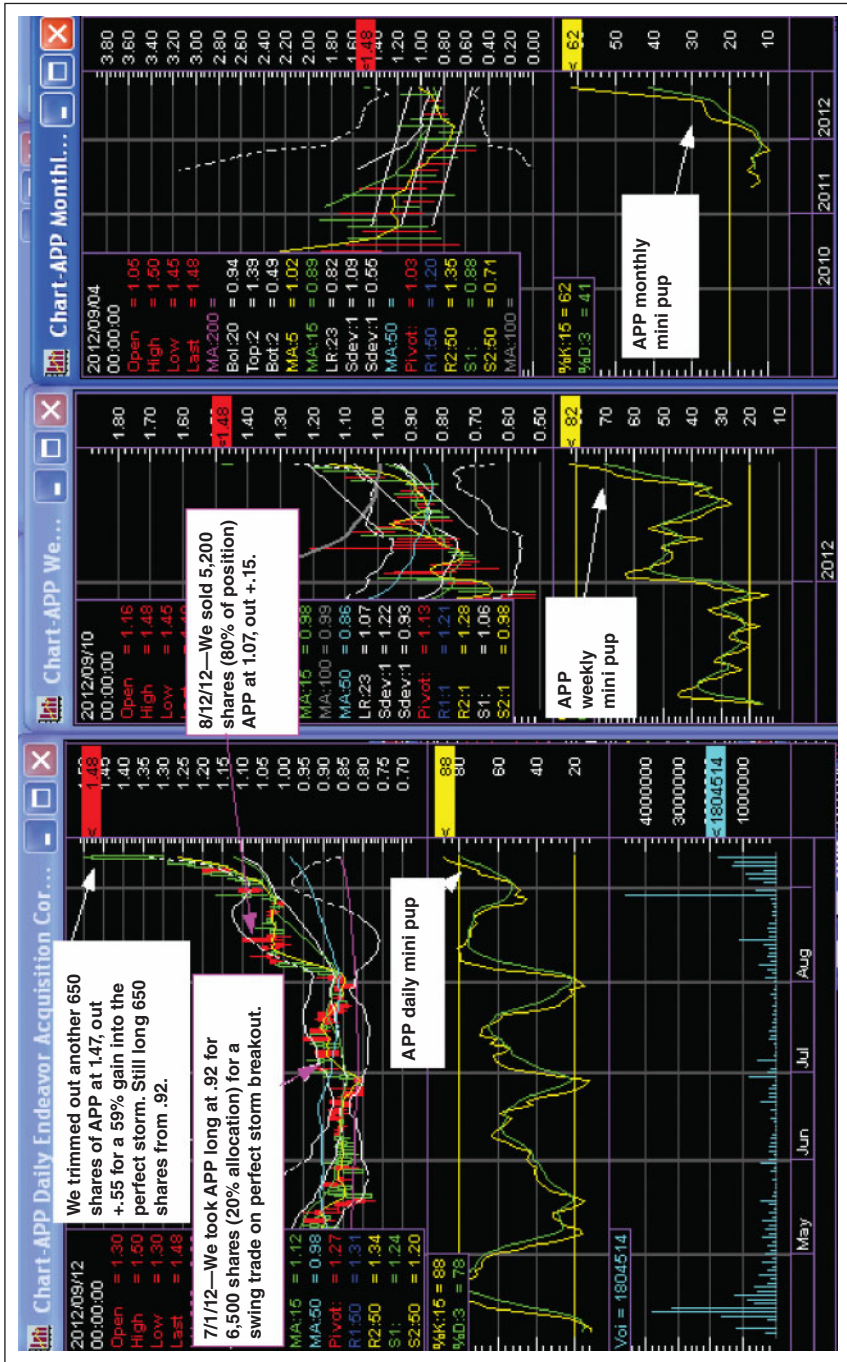 Chart-APP Daily Endeavor Acquisition Cor...
2012/09/12
00:00:00
Open = 1.30
High = 1.50
Low = 1.30
Last = 1.48
MA:15 = 1.12
MA:50 = 0.98
Pivot: = 1.27
R1:50 = 1.31
R2:50 = 1.34
S1: = 1.24
S2:50 = 1.20
We trimmed out another 650
shares of APP at 1.47, out
+.55 for a 59% gain into the
perfect storm. Still long 650
shares from .92.
7/1/12—We took APP long at .92 for
6,500 shares (20% allocation) for a
swing trade on perfect storm breakout.
< 1.48
1.40
1.35
1.30
1.25
1.20
1.15
1.10
1.05
1.00
0.95
0.90
0.85
0.80
0.75
0.70
%K:15 = 88
%D:3 = 78
APP daily mini pup
< 88
80
60
40
20
Vol = 1804514
4000000
3000000
<1804514
10000000
May
Jun
Jul
Aug
Chart-APP We...
2012/09/10
00:00:00
Open = 1.16
High = 1.48
Low = 1.45
MA:15 = 0.98
MA:100 = 0.99
MA:50 = 0.86
LR:23 = 1.07
Sdev:1 = 1.22
Sdev:1 = 0.93
Pivot: = 1.13
R1:1 = 1.21
R2:1 = 1.28
S1: = 1.06
S2:1 = 0.98
8/12/12—We sold 5,200
shares (80% of position)
APP at 1.07, out +.15.
1.80
1.70
1.60
<1.48
1.20
1.10
1.00
0.90
0.80
0.70
0.60
0.50
APP
weekly
mini pup
< 82
70
60
50
40
30
20
10
2012
Chart-APP Monthl...
2012/09/04
00:00:00
Open = 1.05
High = 1.50
Low = 1.45
Last = 1.48
MA:200 =
Bol:20 = 0.94
Top:2 = 1.39
Bot:2 = 0.49
MA:5 = 1.02
MA:15 = 0.89
LR:23 = 0.82
Sdev:1 = 1.09
Sdev:1 = 0.55
MA:50 =
Pivot: = 1.03
R1:50 = 1.20
R2:50 = 1.35
S1: = 0.88
S2:50 = 0.71
MA:100 =
3.80
3.60
3.40
3.20
3.00
2.80
2.60
2.40
2.20
2.00
1.80
<1.48
1.20
1.00
0.80
0.60
0.40
0.20
0.00
%K:15 = 62
%D:3 = 41
APP monthly
mini pup
< 62
50
40
30
20
10
2010
2011
2012